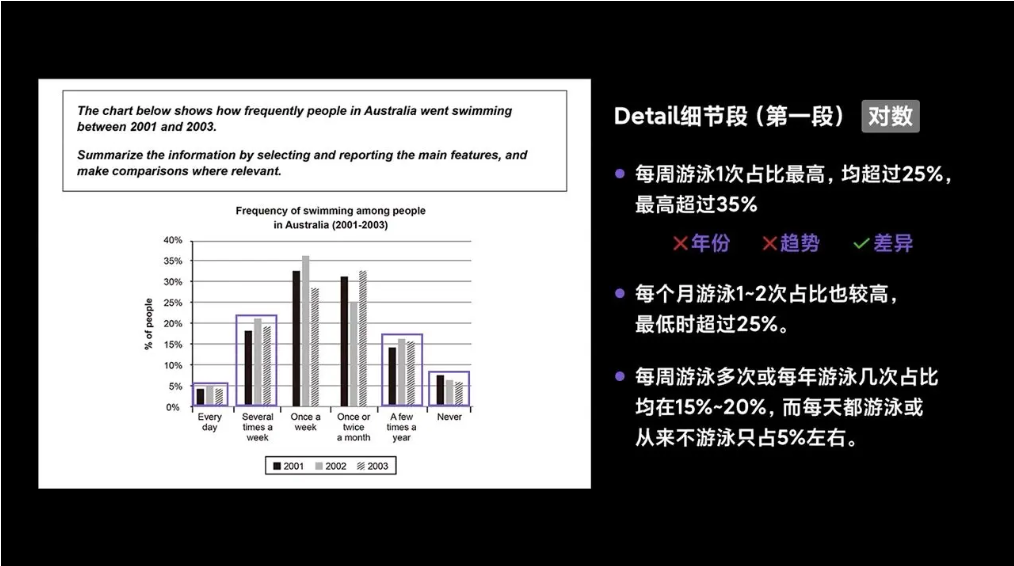 The chart below shows how frequently people in Australia went swimming
between 2001 and 2003.
Summarize the information by selecting and reporting the main features, and
make comparisons where relevant.
Frequency of swimming among people
in Australia (2001-2003)
% of people
40%
35%
30%
25%
20%
15%
10%
5%
0%
Every
day
Several
times a
week
Once a
week
Once or
twice
a month
A few
times a
year
Never
2001 2002 2003
Detail细节段（第一段） 对数
每周游泳1次占比最高，均超过25%，
最高超过35%
年份 趋势 差异
每个月游泳1~2次占比也较高，
最低时超过25%。
每周游泳多次或每年游泳几次占比
均在15%~20%，而每天都游泳或
从来不游泳只占5%左右。